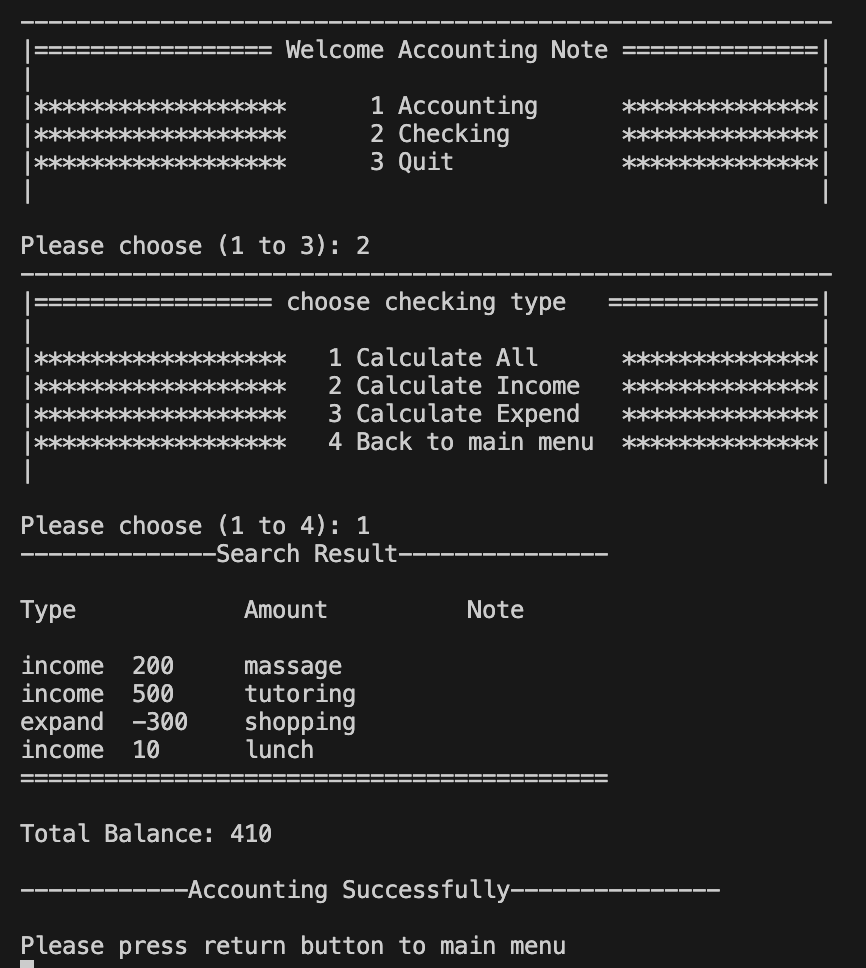 ----------------------------------------------------------
|================= Welcome Accounting Note ==============|
|                                                        |
|******************      1 Accounting      **************|
|******************      2 Checking        **************|
|******************      3 Quit            **************|
|                                                        |
Please choose (1 to 3): 2
----------------------------------------------------------
|================= choose checking type   ===============|
|                                                        |
|******************   1 Calculate All      **************|
|******************   2 Calculate Income   **************|
|******************   3 Calculate Expend   **************|
|******************   4 Back to main menu  **************|
|                                                        |
Please choose (1 to 4): 1
--------------Search Result---------------
Type            Amount          Note
income  200     massage
income  500     tutoring
expand  -300    shopping
income  10      lunch
==========================================
Total Balance: 410
------------Accounting Successfully---------------
Please press return button to main menu